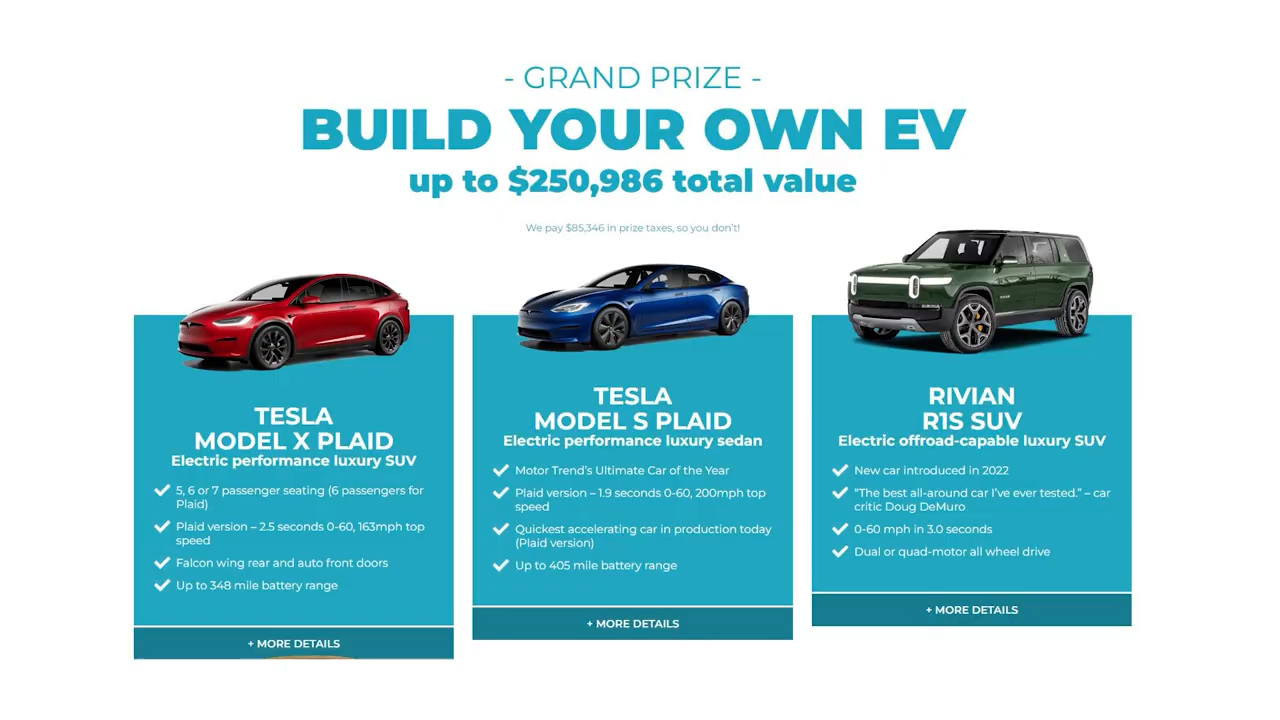 - GRAND PRIZE -
BUILD YOUR OWN EV
up to $250,986 total value
We pay $85,346 in prize taxes, so you don't!
TESLA
MODEL X PLAID
Electric performance luxury SUV
5, 6 or 7 passenger seating (6 passengers for
Plaid)
Plaid version – 2.5 seconds 0-60, 163mph top
speed
Falcon wing rear and auto front doors
Up to 348 mile battery range
+ MORE DETAILS
TESLA
MODEL S PLAID
Electric performance luxury sedan
Motor Trend's Ultimate Car of the Year
Plaid version – 1.9 seconds 0-60, 200mph top
speed
Quickest accelerating car in production today
(Plaid version)
Up to 405 mile battery range
+ MORE DETAILS
RIVIAN
R1S SUV
Electric offroad-capable luxury SUV
New car introduced in 2022
“The best all-around car I've ever tested.” – car
critic Doug DeMuro
0-60 mph in 3.0 seconds
Dual or quad-motor all wheel drive
+ MORE DETAILS